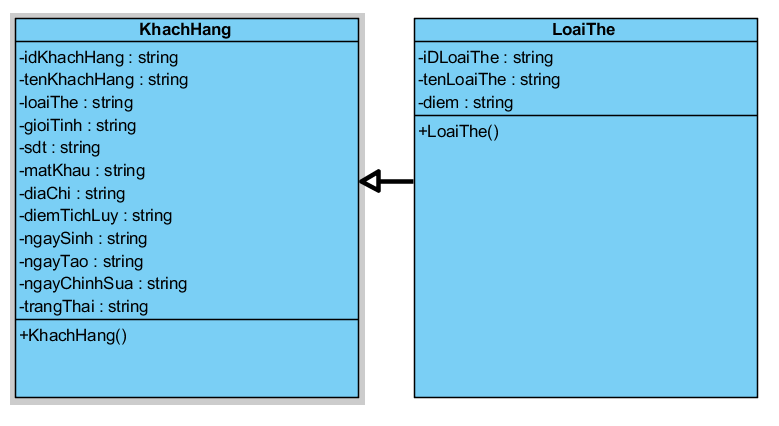 KhachHang
-idKhachHang : string
-tenKhachHang : string
-loaiThe : string
-gioiTinh : string
-sdt : string
-matKhau : string
-diaChi : string
-diemTichLuy : string
-ngaySinh : string
-ngayTao : string
-ngayChinhSua : string
-trangThai : string
+KhachHang()
LoaiThe
-iDLoaiThe : string
-tenLoaiThe : string
-diem : string
+LoaiThe()